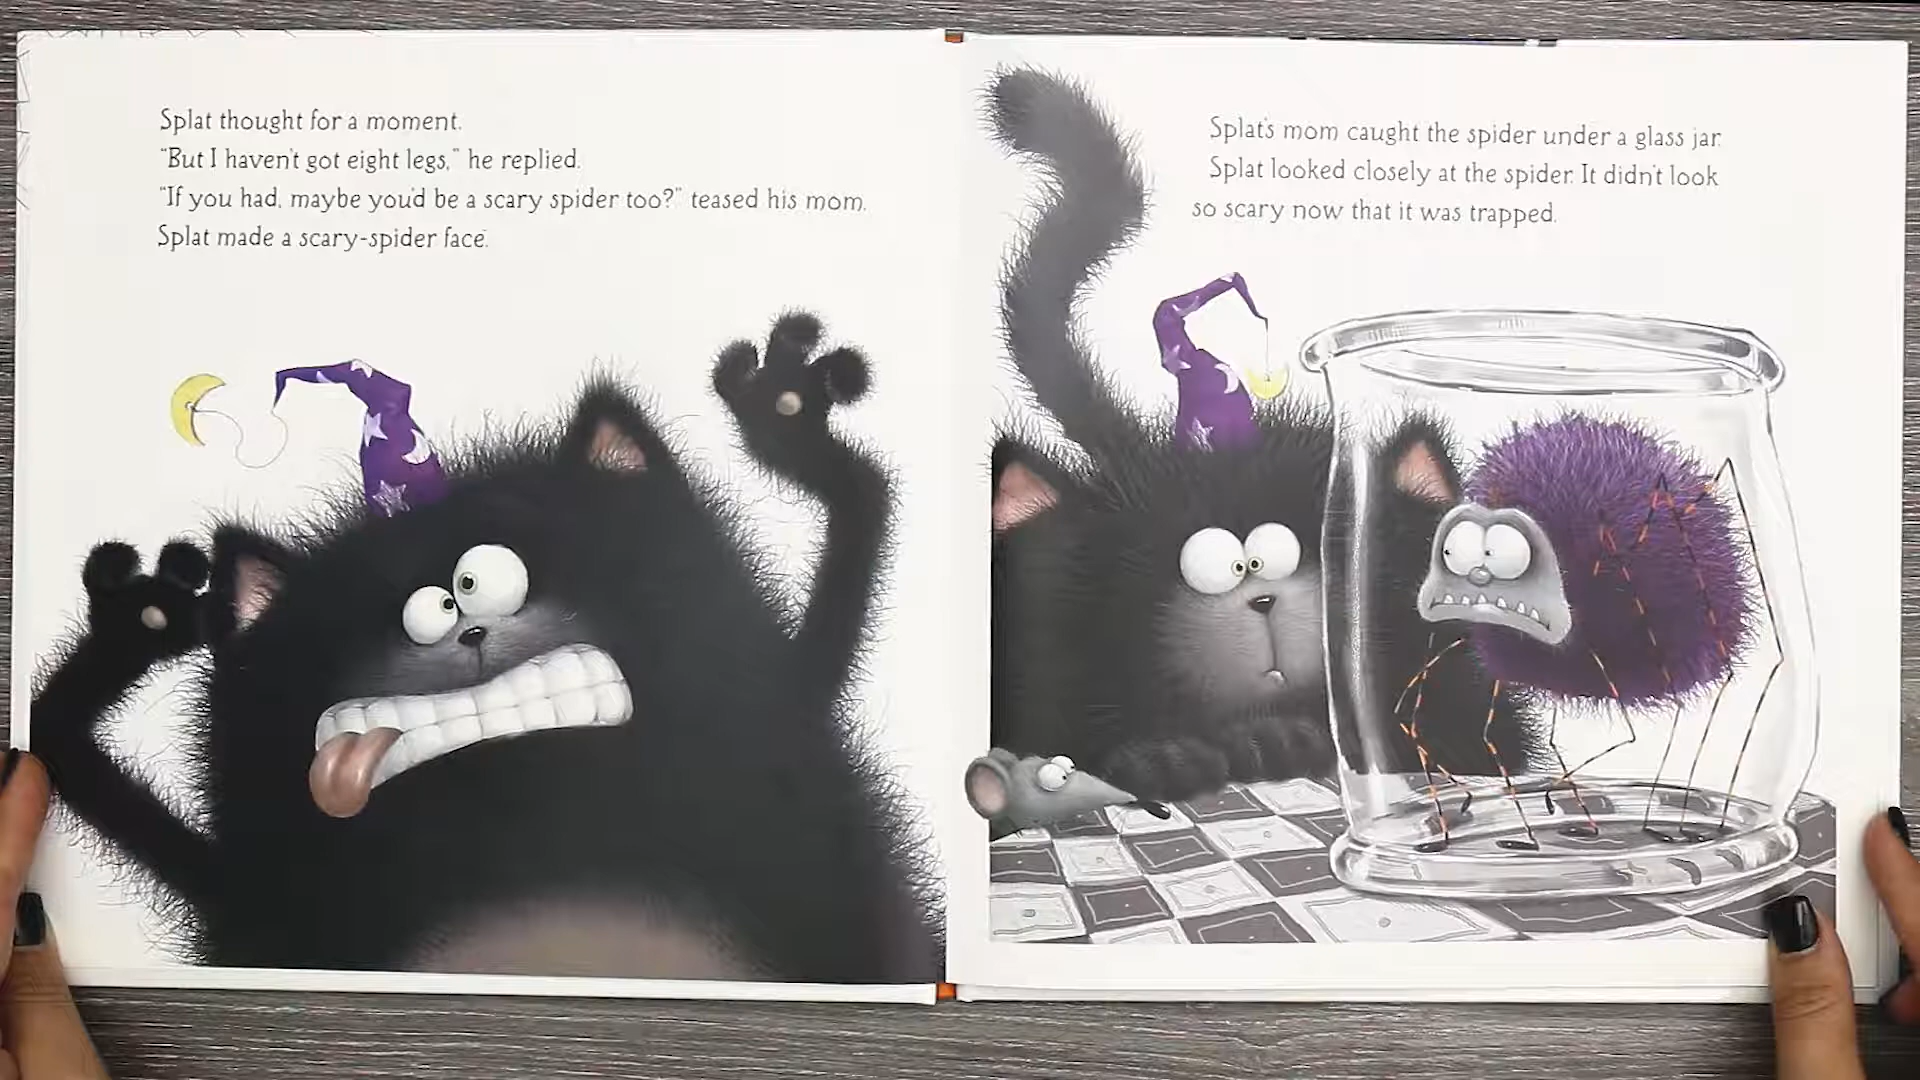 Splat thought for a moment.
"But I haven't got eight legs," he replied.
"If you had, maybe you'd be a scary spider too?" teased his mom.
Splat made a scary-spider face.
Splat's mom caught the spider under a glass jar.
Splat looked closely at the spider. It didn't look
so scary now that it was trapped.